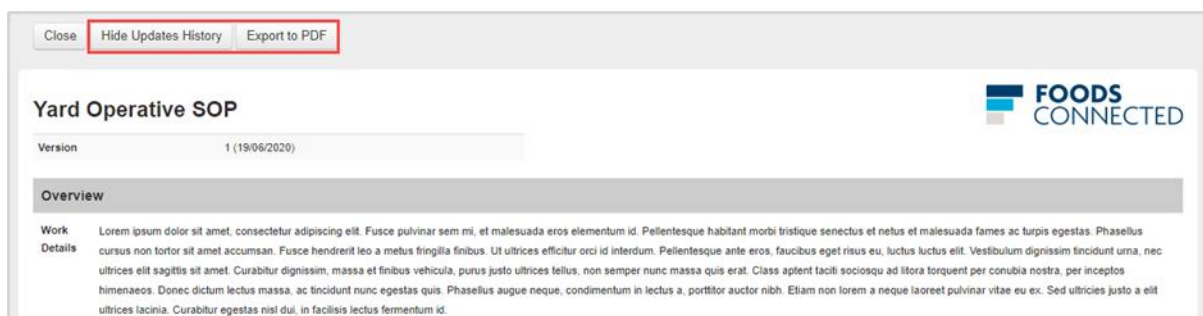 Close Hide Updates History Export to PDF
FOODS
CONNECTED
Yard Operative SOP
Version 1 (19/06/2020)
Overview
Work Details
Lorem ipsum dolor sit amet, consectetur adipiscing elit. Fusce pulvinar sem mi, et malesuada eros elementum id. Pellentesque habitant morbi tristique senectus et netus et malesuada fames ac turpis egestas. Phasellus
cursus non tortor sit amet accumsan. Fusce hendrerit leo a metus fringilla finibus. Ut ultrices efficitur orci id interdum. Pellentesque ante eros, faucibus eget risus eu, luctus luctus elit. Vestibulum dignissim tincidunt urna, nec
ultrices elit sagittis sit amet. Curabitur dignissim, massa et finibus vehicula, purus justo ultrices tellus, non semper nunc massa quis erat. Class aptent taciti sociosqu ad litora torquent per conubia nostra, per inceptos
himenaeos. Donec dictum lectus massa, ac tincidunt nunc egestas quis. Phasellus augue neque, condimentum in lectus a, porttitor auctor nibh. Etiam non lorem a neque laoreet pulvinar vitae eu ex. Sed ultricies justo a elit
ultrices lacinia. Curabitur egestas nisl dui, in facilisis lectus fermentum id.